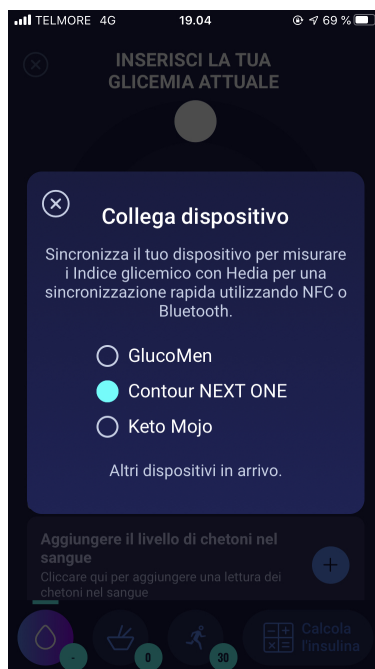 TELMORE 4G 19.04 69 %
INSERISCI LA TUA
GLICEMIA ATTUALE
Collega dispositivo
Sincronizza il tuo dispositivo per misurare
i Indice glicemico con Hedia per una
sincronizzazione rapida utilizzando NFC o
Bluetooth.
GlucoMen
Contour NEXT ONE
Keto Mojo
Altri dispositivi in arrivo.
Aggiungere il livello di chetoni nel
sangue
Cliccare qui per aggiungere una lettura dei
chetoni nel sangue
- 0 30
Calcola
l'insulina